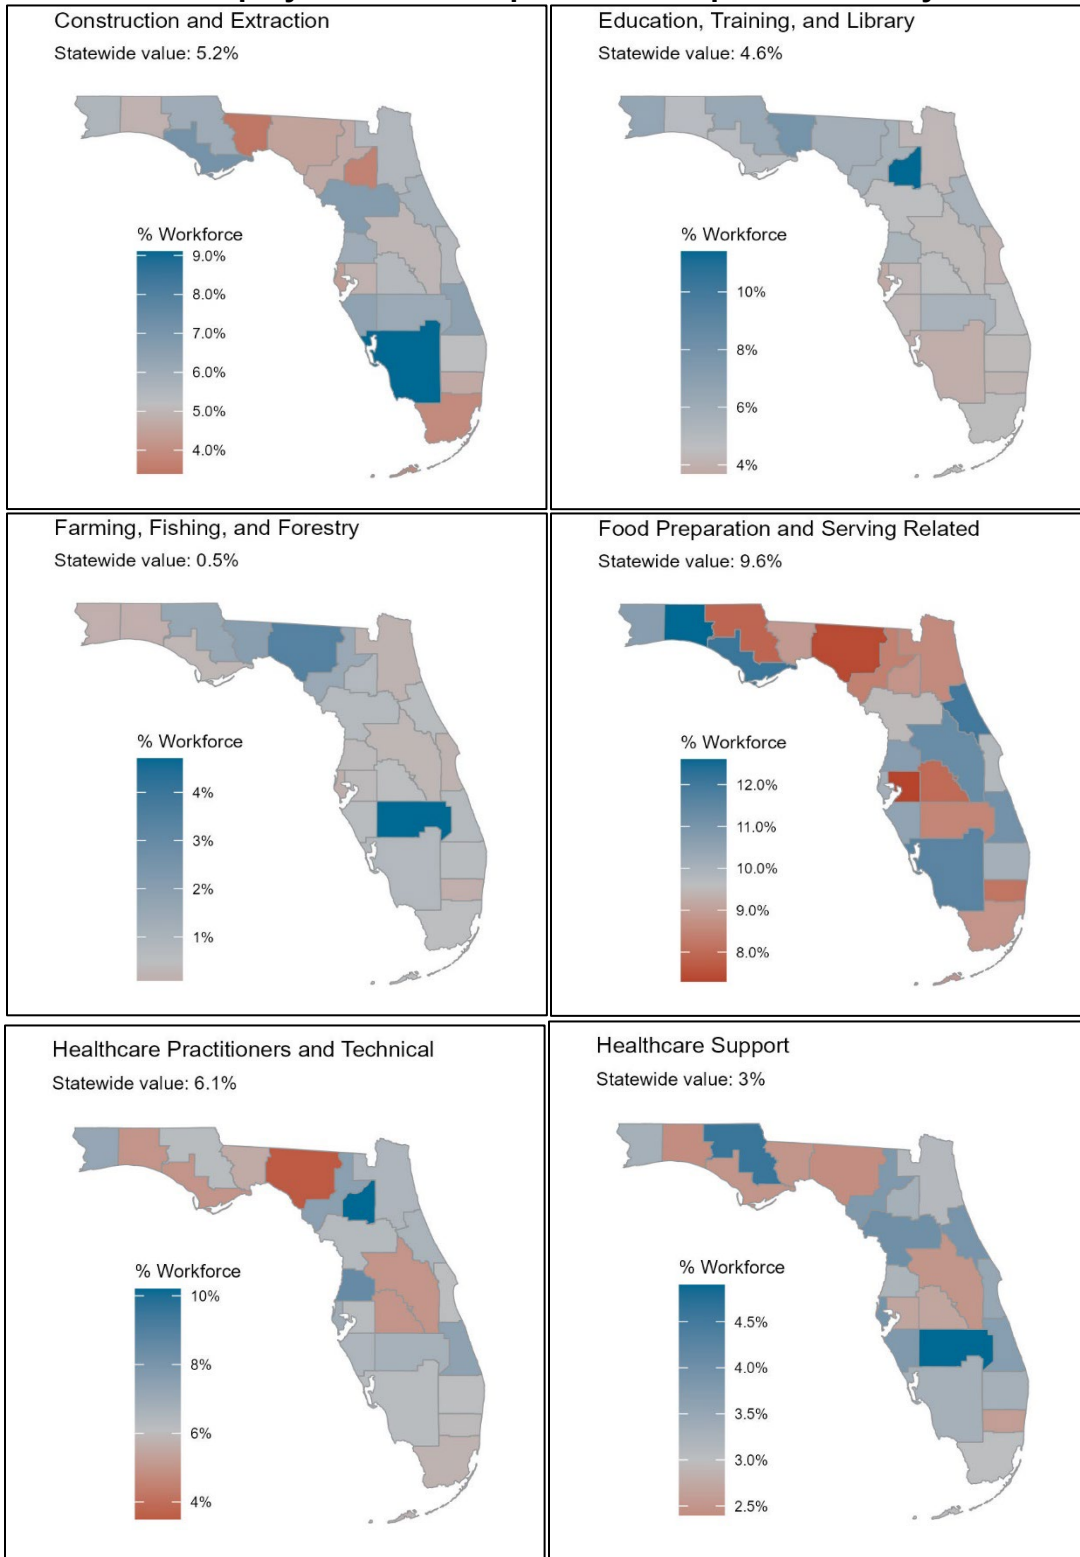 Construction and Extraction
Statewide value: 5.2%
% Workforce
9.0%
8.0%
7.0%
6.0%
5.0%
4.0%
Education, Training, and Library
Statewide value: 4.6%
% Workforce
10%
8%
6%
4%
Farming, Fishing, and Forestry
Statewide value: 0.5%
% Workforce
4%
3%
2%
1%
Food Preparation and Serving Related
Statewide value: 9.6%
% Workforce
12.0%
11.0%
10.0%
9.0%
8.0%
Healthcare Practitioners and Technical
Statewide value: 6.1%
% Workforce
10%
8%
6%
4%
Healthcare Support
Statewide value: 3%
% Workforce
4.5%
4.0%
3.5%
3.0%
2.5%